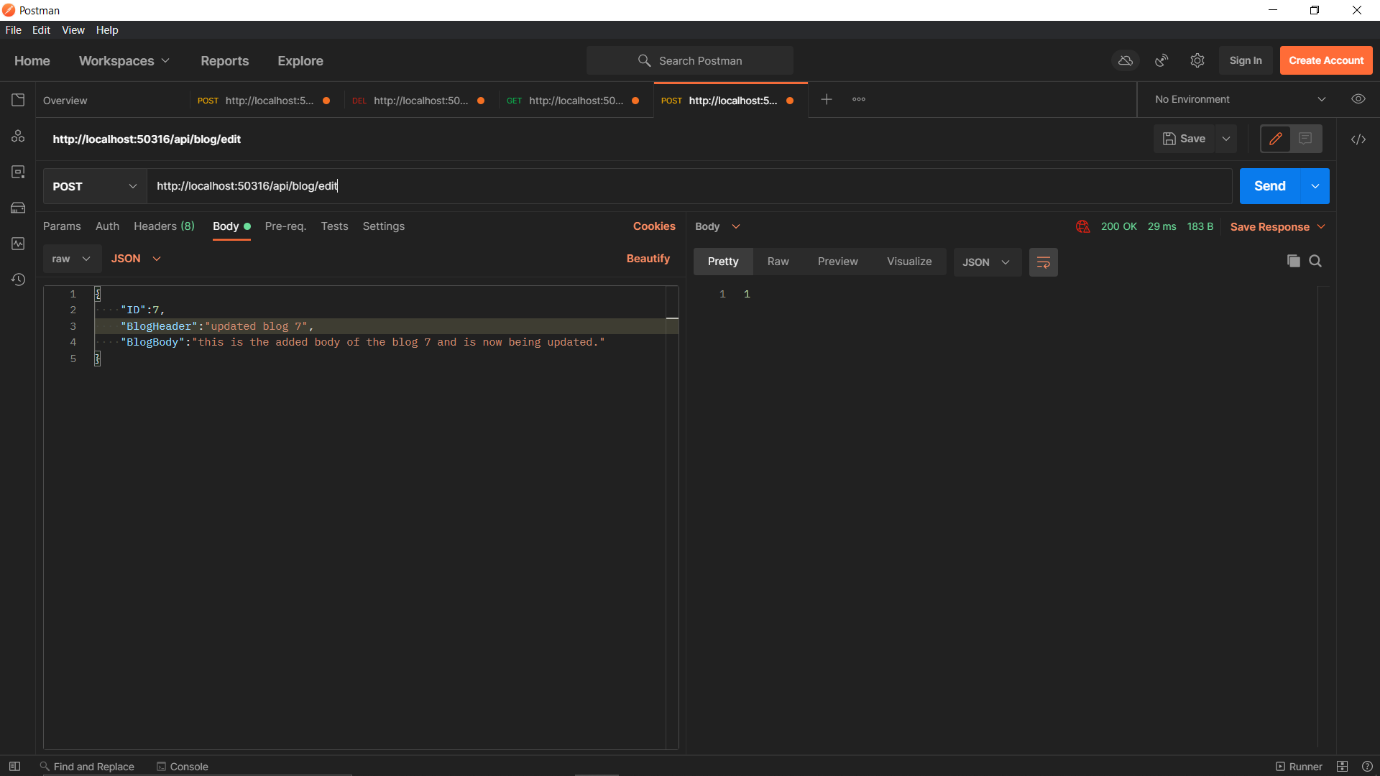 Postman
File Edit View Help
Home Workspaces Reports Explore Search Postman Sign In Create Account
Overview POST http://localhost:5... DEL http://localhost:50... GET http://localhost:50... POST http://localhost:5... No Environment
http://localhost:50316/api/blog/edit Save
POST http://localhost:50316/api/blog/edit Send
Params Auth Headers (8) Body Pre-req. Tests Settings Cookies Body 200 OK 29 ms 183 B Save Response
raw JSON Beautify Pretty Raw Preview Visualize JSON
1 { 1 1
2 "ID":7,
3 "BlogHeader":"updated blog 7",
4 "BlogBody":"this is the added body of the blog 7 and is now being updated."
5 }
Find and Replace Console Runner